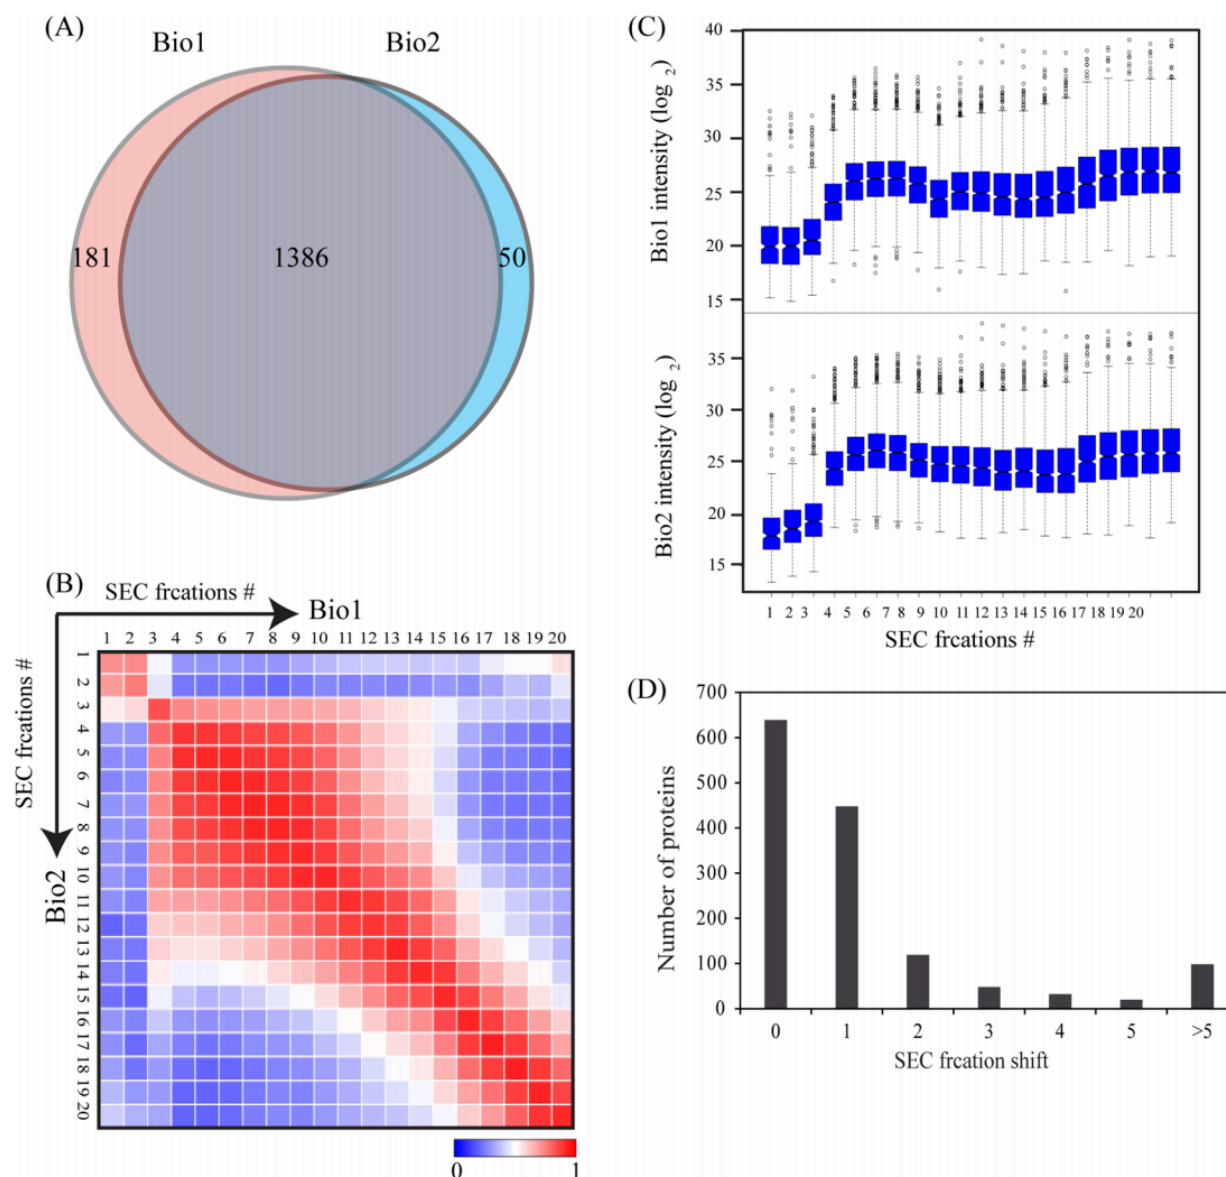 (A)
Bio1
Bio2
181
1386
50
(B)
SEC frcations #
Bio1
1 2 3 4 5 6 7 8 9 10 11 12 13 14 15 16 17 18 19 20
SEC frcations #
Bio2
1
2
3
4
5
6
7
8
9
10
11
12
13
14
15
16
17
18
19
20
0
1
(C)
Bio1 intensity (log 2)
40
35
30
25
20
15
Bio2 intensity (log 2)
35
30
25
20
15
1 2 3 4 5 6 7 8 9 10 11 12 13 14 15 16 17 18 19 20
SEC frcations #
(D)
Number of proteins
700
600
500
400
300
200
100
0
0 1 2 3 4 5 >5
SEC frcation shift